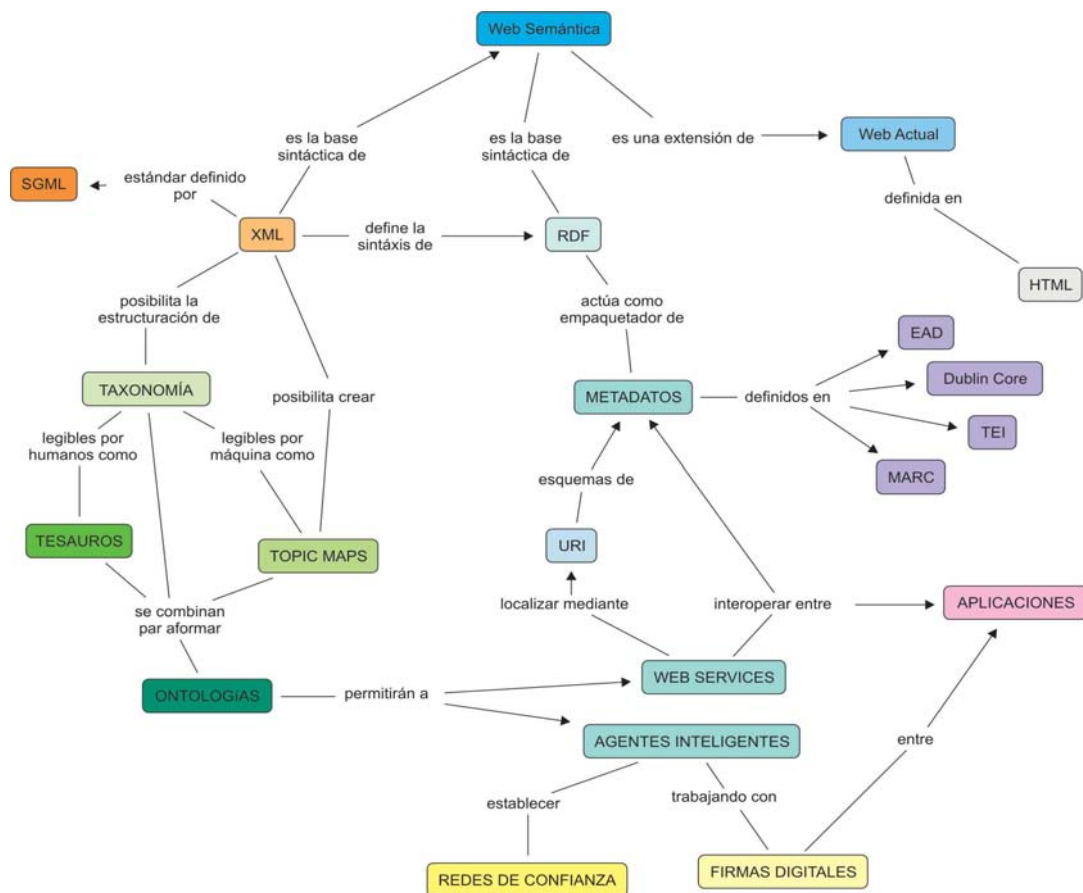 Web Semántica
es la base
sintáctica de
es la base
sintáctica de
es una extensión de
Web Actual
SGML
estándar definido
por
definida en
XML
define la
sintáxis de
RDF
HTML
posibilita la
estructuración de
actúa como
empaquetador de
EAD
TAXONOMÍA
posibilita crear
METADATOS
definidos en
Dublin Core
TEI
MARC
legibles por
humanos como
legibles por
máquina como
esquemas de
TESAUROS
TOPIC MAPS
URI
se combinan
par aformar
localizar mediante
interoperar entre
APLICACIONES
ONTOLOGíAS
permitirán a
WEB SERVICES
AGENTES INTELIGENTES
entre
establecer
trabajando con
REDES DE CONFIANZA
FIRMAS DIGITALES